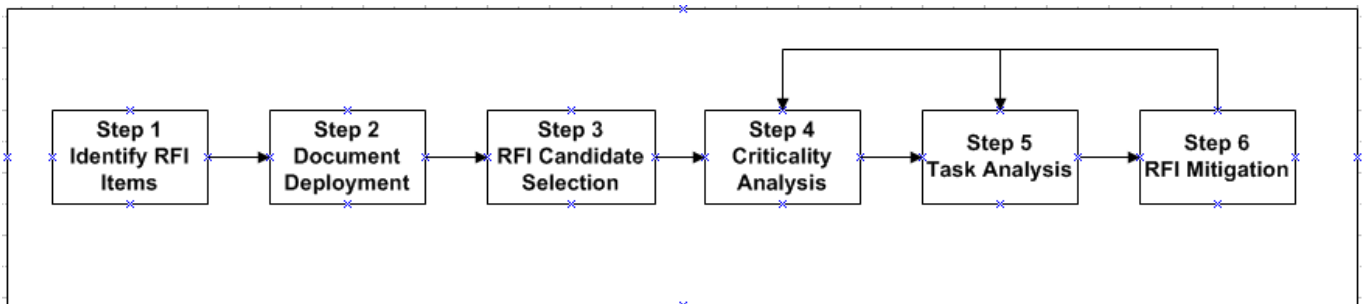 Step 1
Identify RFI
Items
Step 2
Document
Deployment
Step 3
RFI Candidate
Selection
Step 4
Criticality
Analysis
Step 5
Task Analysis
Step 6
RFI Mitigation